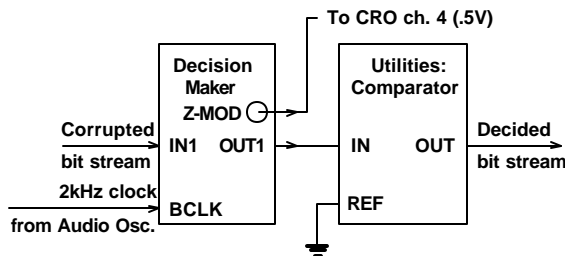 To CRO ch. 4 (.5V)
Decision
Maker
Z-MOD
Utilities:
Comparator
Corrupted
bit stream
IN1
OUT1
IN
OUT
Decided
bit stream
2kHz clock
from Audio Osc.
BCLK
REF